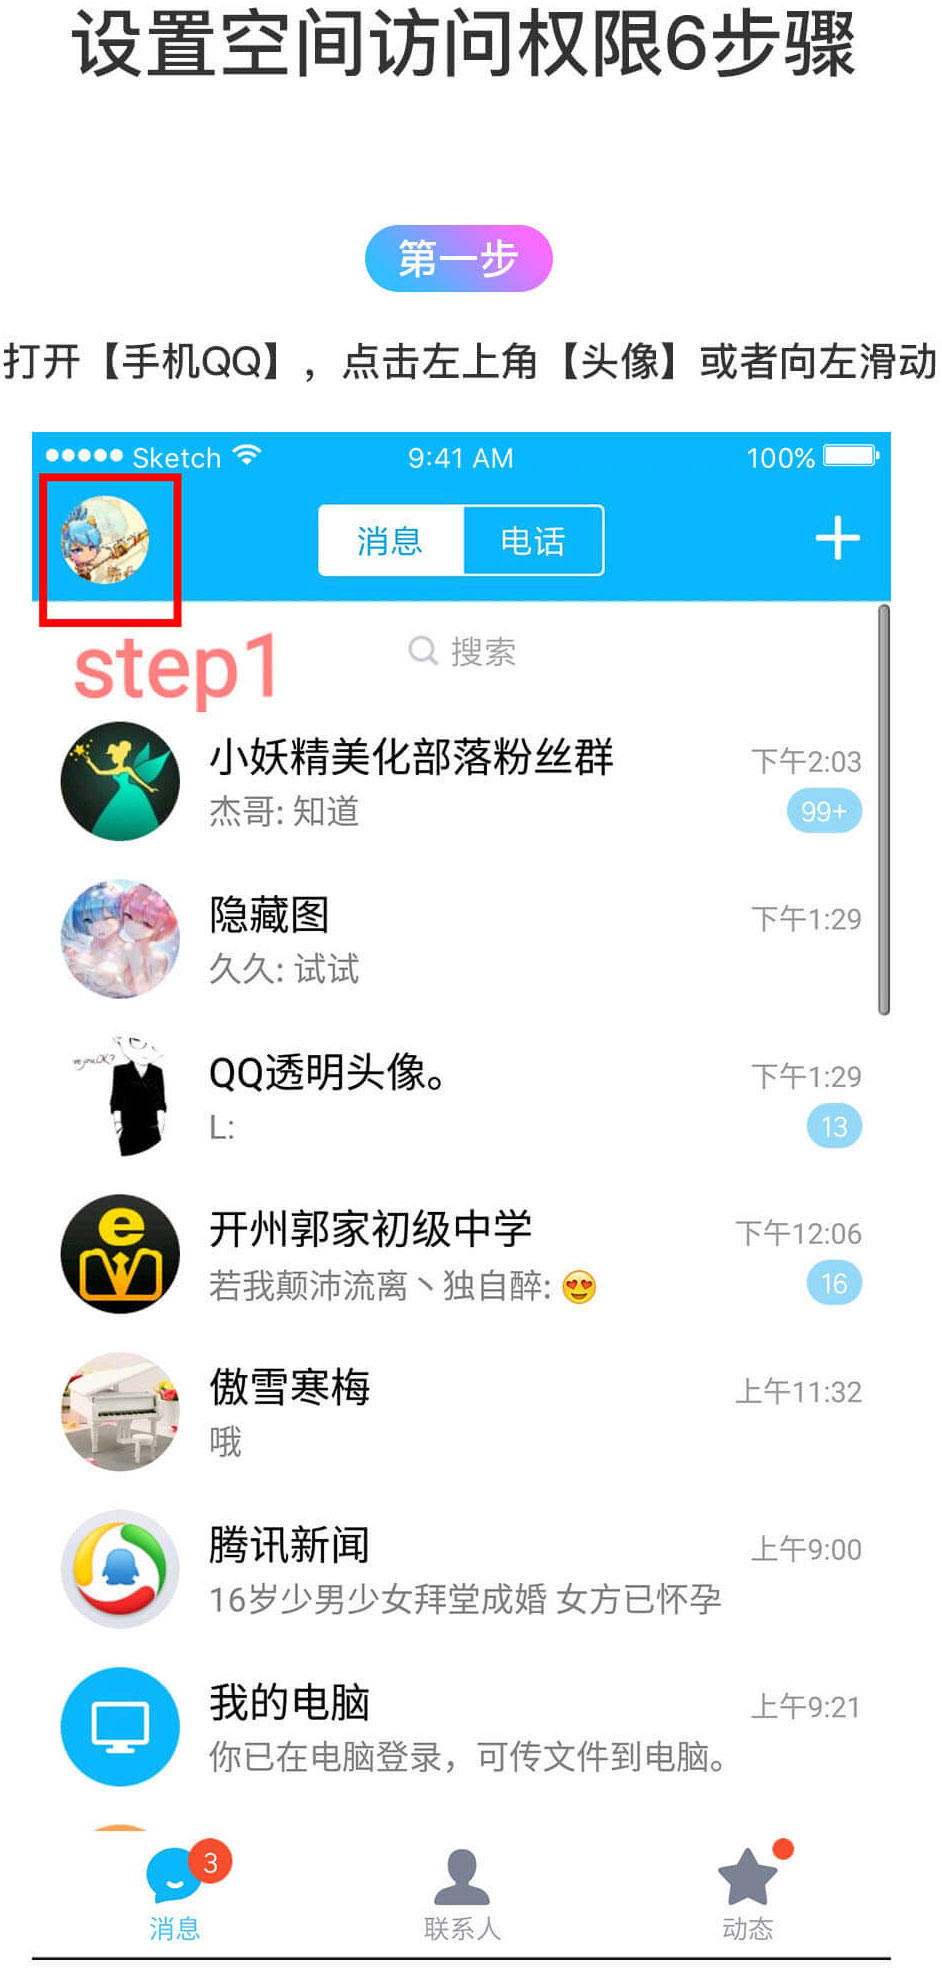 设置空间访问权限6步骤
第一步
打开【手机QQ】，点击左上角【头像】或者向左滑动
Sketch 9:41 AM 100%
消息 电话
step1
搜索
小妖精美化部落粉丝群 下午2:03
杰哥: 知道 99+
隐藏图 下午1:29
久久: 试试
QQ透明头像。 下午1:29
L: 13
开州郭家初级中学 下午12:06
若我颠沛流离丶独自醉: 😍 16
傲雪寒梅 上午11:32
哦
腾讯新闻 上午9:00
16岁少男少女拜堂成婚 女方已怀孕
我的电脑 上午9:21
你已在电脑登录，可传文件到电脑。
3
消息 联系人 动态